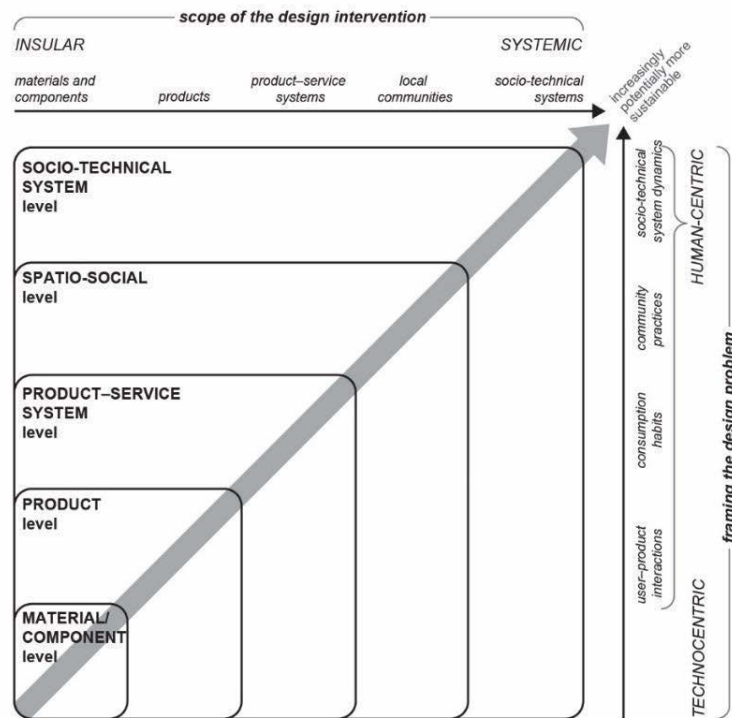 scope of the design intervention
INSULAR
SYSTEMIC
materials and
components
products
product–service
systems
local
communities
socio-technical
systems
increasingly
potentially more
sustainable
SOCIO-TECHNICAL
SYSTEM
level
SPATIO-SOCIAL
level
PRODUCT–SERVICE
SYSTEM
level
PRODUCT
level
MATERIAL/
COMPONENT
level
socio-technical
system dynamics
community
practices
consumption
habits
user–product
interactions
HUMAN-CENTRIC
TECHNOCENTRIC
framing the design problem